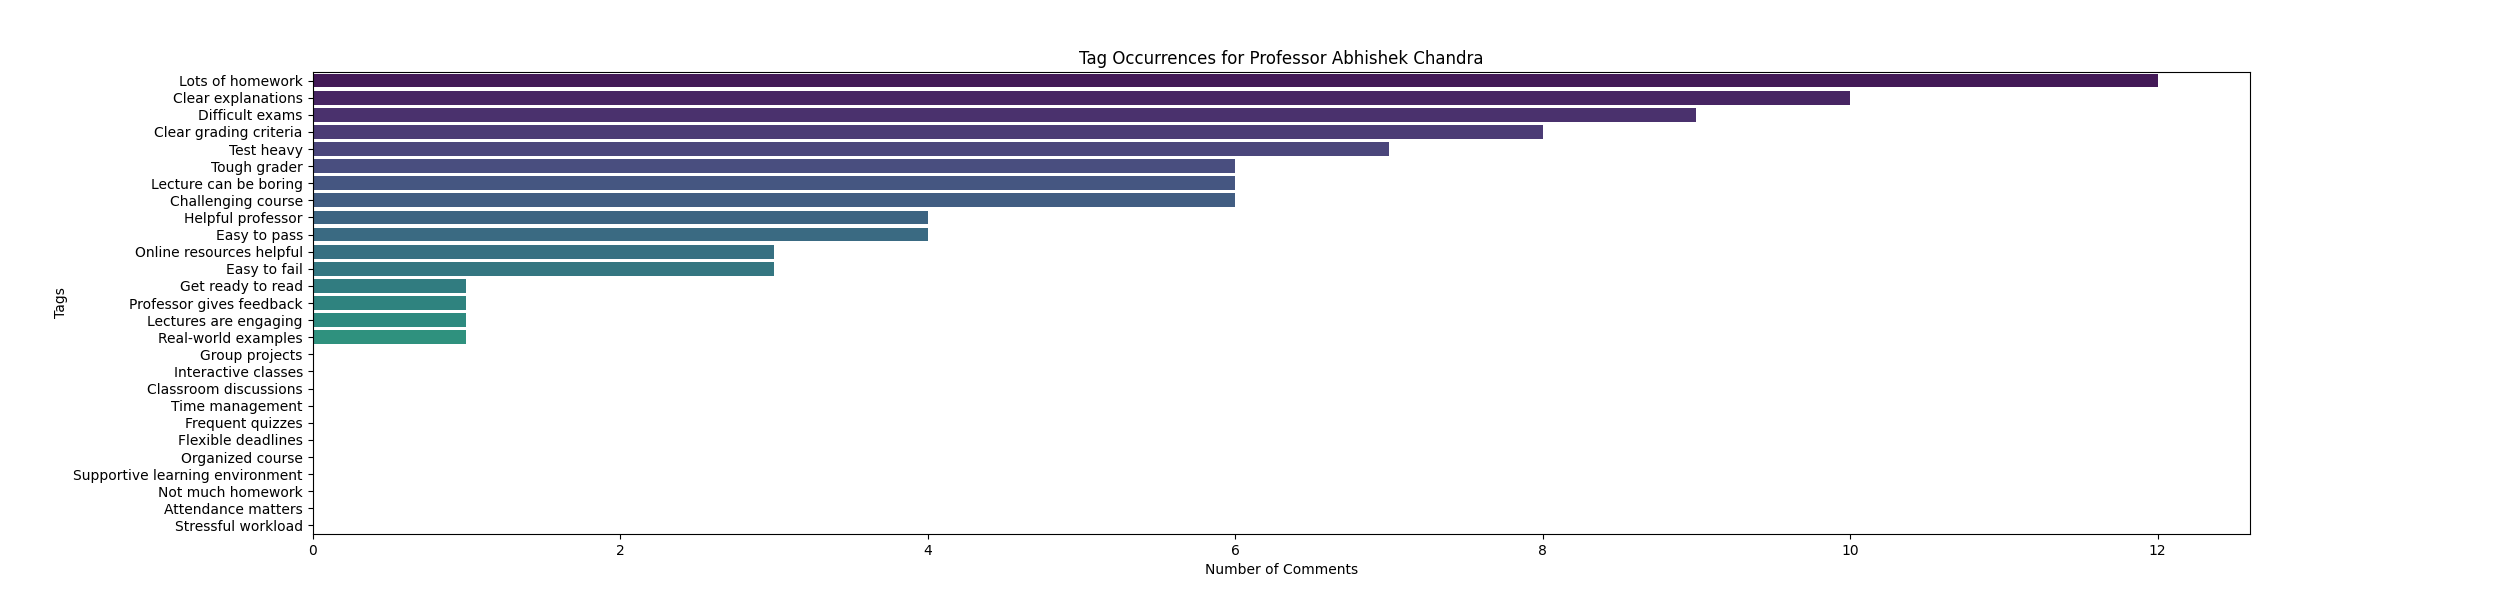 Tag Occurrences for Professor Abhishek Chandra
Lots of homework
Clear explanations
Difficult exams
Clear grading criteria
Test heavy
Tough grader
Lecture can be boring
Challenging course
Helpful professor
Easy to pass
Online resources helpful
Easy to fail
Get ready to read
Professor gives feedback
Lectures are engaging
Real-world examples
Group projects
Interactive classes
Classroom discussions
Time management
Frequent quizzes
Flexible deadlines
Organized course
Supportive learning environment
Not much homework
Attendance matters
Stressful workload
Tags
0 2 4 6 8 10 12
Number of Comments